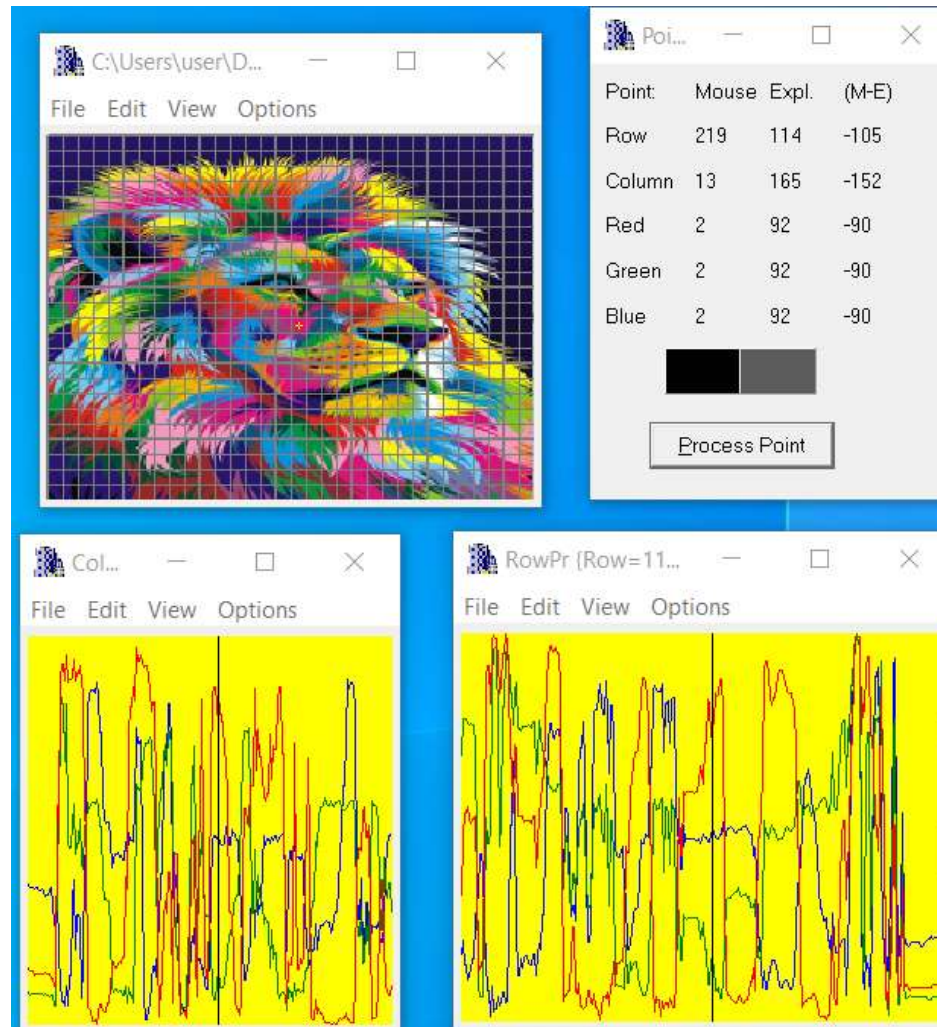 C:\Users\user\D...
File Edit View Options
Poi...
Point: Mouse Expl. (M-E)
Row 219 114 -105
Column 13 165 -152
Red 2 92 -90
Green 2 92 -90
Blue 2 92 -90
Process Point
Col...
File Edit View Options
RowPr {Row=11...
File Edit View Options